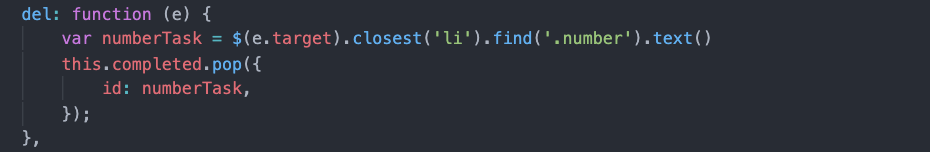 del: function (e) {
    var numberTask = $(e.target).closest('li').find('.number').text()
    this.completed.pop({
        id: numberTask,
    });
},